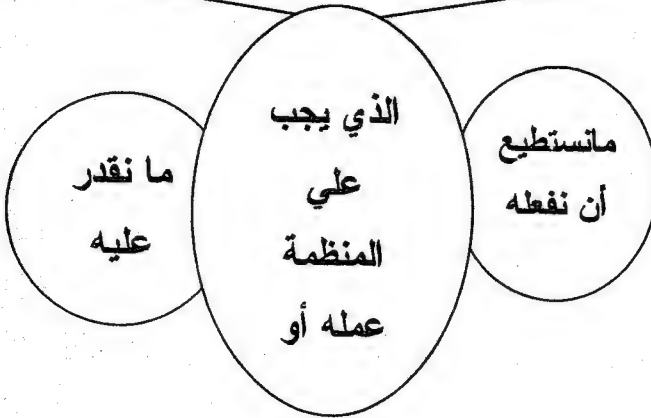 مانستطيع
أن نفعله
الذي يجب
علي
المنظمة
عمله أو
ما نقدر
عليه